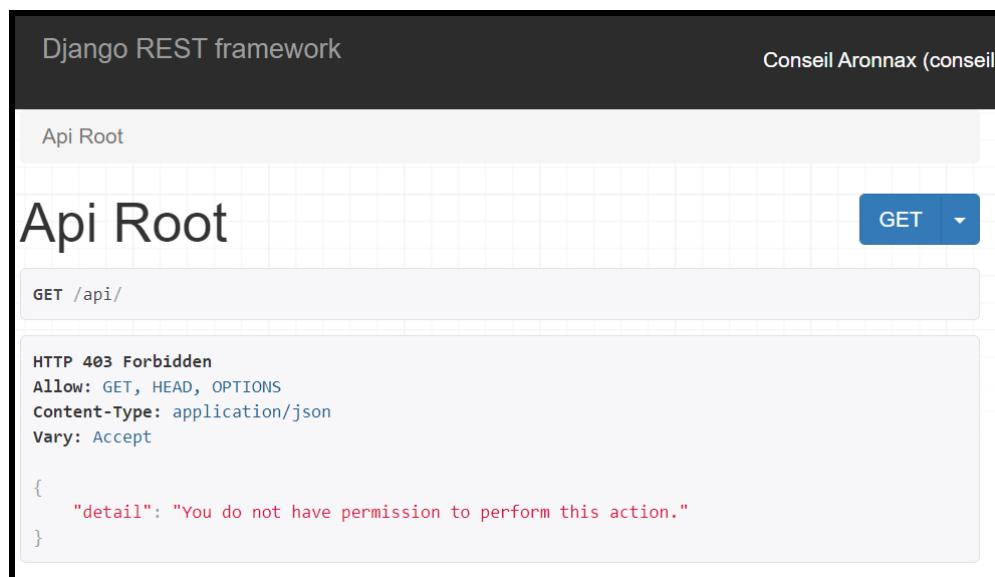 Django REST framework
Conseil Aronnax (conseil
Api Root
Api Root
GET
GET /api/
HTTP 403 Forbidden
Allow: GET, HEAD, OPTIONS
Content-Type: application/json
Vary: Accept
{
"detail": "You do not have permission to perform this action."
}